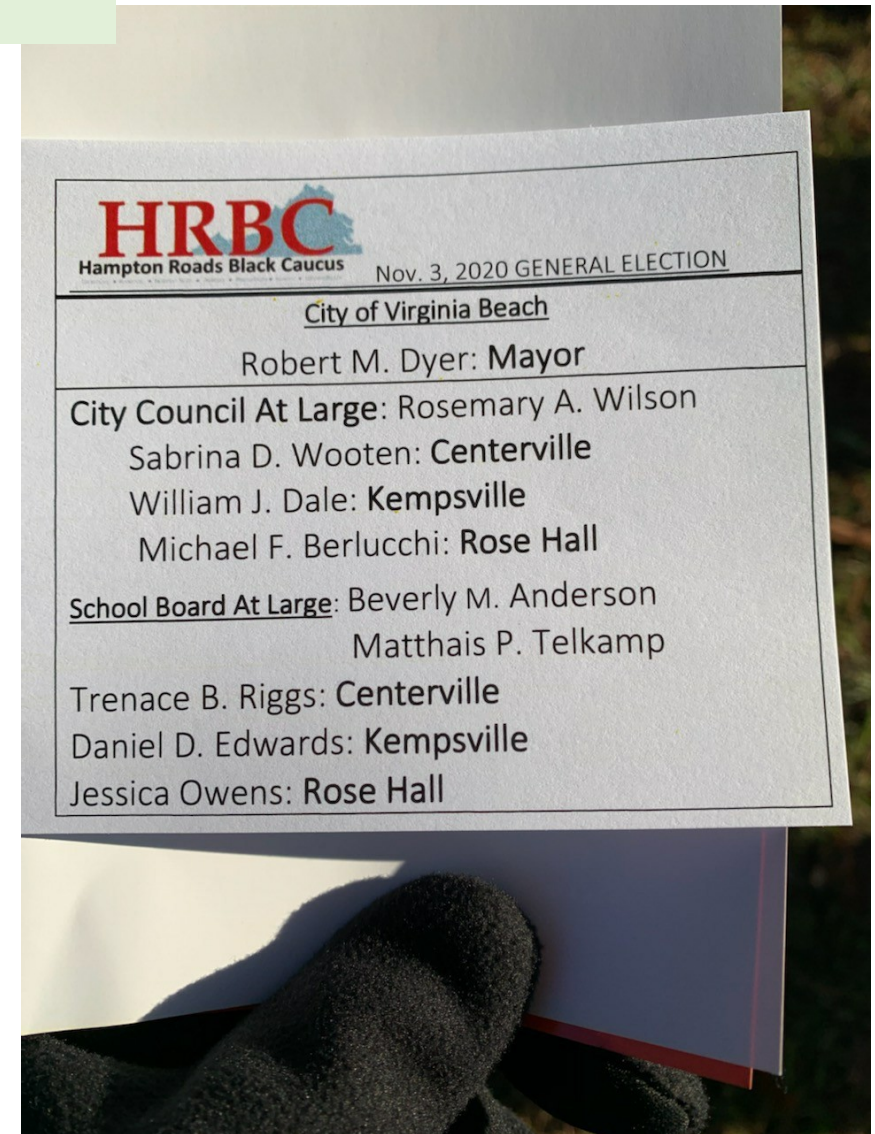 HRBC
Hampton Roads Black Caucus
Nov. 3, 2020 GENERAL ELECTION
City of Virginia Beach
Robert M. Dyer: Mayor
City Council At Large: Rosemary A. Wilson
Sabrina D. Wooten: Centerville
William J. Dale: Kempsville
Michael F. Berlucchi: Rose Hall
School Board At Large: Beverly M. Anderson
Matthais P. Telkamp
Trenace B. Riggs: Centerville
Daniel D. Edwards: Kempsville
Jessica Owens: Rose Hall